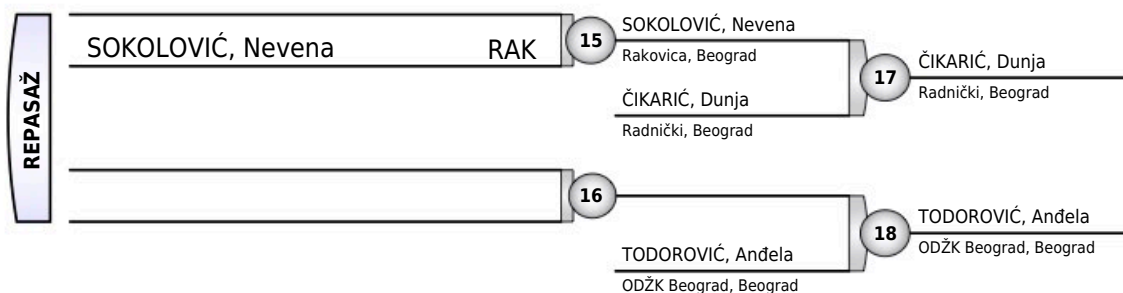 REPASAŽ
SOKOLOVIĆ, Nevena RAK
15
SOKOLOVIĆ, Nevena
Rakovica, Beograd
ČIKARIĆ, Dunja
Radnički, Beograd
17
ČIKARIĆ, Dunja
Radnički, Beograd
16
TODOROVIĆ, Anđela
ODŽK Beograd, Beograd
18
TODOROVIĆ, Anđela
ODŽK Beograd, Beograd